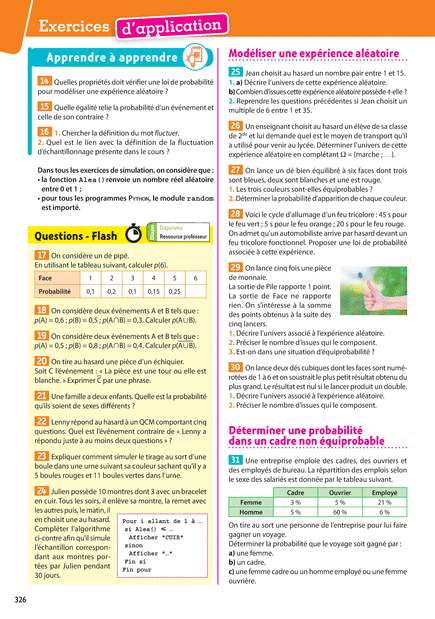 Exercices d'application
Apprendre à apprendre
14 Quelles propriétés doit vérifier une loi de probabilité
pour modéliser une expérience aléatoire ?
15 Quelle égalité relie la probabilité d'un événement et
celle de son contraire ?
16 1. Chercher la définition du mot fluctuer.
2. Quel est le lien avec la définition de la fluctuation
d'échantillonnage présente dans le cours ?
Dans tous les exercices de simulation, on considère que :
• la fonction Alea() renvoie un nombre réel aléatoire
entre 0 et 1 ;
• pour tous les programmes PYTHON, le module random
est importé.
Questions - Flash
Diaporama
Ressource professeur
17 On considère un dé pipé.
En utilisant le tableau suivant, calculer p(6).
Face 1 2 3 4 5 6
Probabilité 0,1 0,2 0,1 0,15 0,25
18 On considère deux événements A et B tels que :
p(A) = 0,6 ; p(B) = 0,5 ; p(A∩B) = 0,3. Calculer p(A∪B).
19 On considère deux événements A et B tels que :
p(A) = 0,5 ; p(B) = 0,8 ; p(A∩B) = 0,4. Calculer p(A∪B).
20 On tire au hasard une pièce d'un échiquier.
Soit C l'événement : « La pièce est une tour ou elle est
blanche. » Exprimer C̅ par une phrase.
21 Une famille a deux enfants. Quelle est la probabilité
qu'ils soient de sexes différents ?
22 Lenny répond au hasard à un QCM comportant cinq
questions. Quel est l'événement contraire de « Lenny a
répondu juste à au moins deux questions » ?
23 Expliquer comment simuler le tirage au sort d'une
boule dans une urne suivant sa couleur sachant qu'il y a
5 boules rouges et 11 boules vertes dans l'urne.
24 Julien possède 10 montres dont 3 avec un bracelet
en cuir. Tous les soirs, il enlève sa montre, la remet avec
les autres puis, le matin, il
en choisit une au hasard.
Compléter l'algorithme
ci-contre afin qu'il simule
l'échantillon correspon-
dant aux montres por-
tées par Julien pendant
30 jours.
Pour i allant de 1 à …
si Alea() ⩽ …
Afficher "CUIR"
sinon
Afficher "…"
Fin si
Fin pour
326
Modéliser une expérience aléatoire
25 Jean choisit au hasard un nombre pair entre 1 et 15.
1. a) Décrire l'univers de cette expérience aléatoire.
b) Combien d'issues cette expérience aléatoire possède-t-elle ?
2. Reprendre les questions précédentes si Jean choisit un
multiple de 6 entre 1 et 35.
26 Un enseignant choisit au hasard un élève de sa classe
de 2de et lui demande quel est le moyen de transport qu'il
a utilisé pour venir au lycée. Déterminer l'univers de cette
expérience aléatoire en complétant Ω = {marche ; …}.
27 On lance un dé bien équilibré à six faces dont trois
sont bleues, deux sont blanches et une est rouge.
1. Les trois couleurs sont-elles équiprobables ?
2. Déterminer la probabilité d'apparition de chaque couleur.
28 Voici le cycle d'allumage d'un feu tricolore : 45 s pour
le feu vert ; 5 s pour le feu orange ; 20 s pour le feu rouge.
On admet qu'un automobiliste arrive par hasard devant un
feu tricolore fonctionnel. Proposer une loi de probabilité
associée à cette expérience.
29 On lance cinq fois une pièce
de monnaie.
La sortie de Pile rapporte 1 point.
La sortie de Face ne rapporte
rien. On s'intéresse à la somme
des points obtenus à la suite des
cinq lancers.
1. Décrire l'univers associé à l'expérience aléatoire.
2. Préciser le nombre d'issues qui le composent.
3. Est-on dans une situation d'équiprobabilité ?
30 On lance deux dés cubiques dont les faces sont numé-
rotées de 1 à 6 et on soustrait le plus petit résultat obtenu du
plus grand. Le résultat est nul si le lancer produit un double.
1. Décrire l'univers associé à l'expérience aléatoire.
2. Préciser le nombre d'issues qui le composent.
Déterminer une probabilité
dans un cadre non équiprobable
31 Une entreprise emploie des cadres, des ouvriers et
des employés de bureau. La répartition des emplois selon
le sexe des salariés est donnée par le tableau suivant.
Cadre Ouvrier Employé
Femme 3 % 5 % 21 %
Homme 5 % 60 % 6 %
On tire au sort une personne de l'entreprise pour lui faire
gagner un voyage.
Déterminer la probabilité que le voyage soit gagné par :
a) une femme.
b) un cadre.
c) une femme cadre ou un homme employé ou une femme
ouvrière.